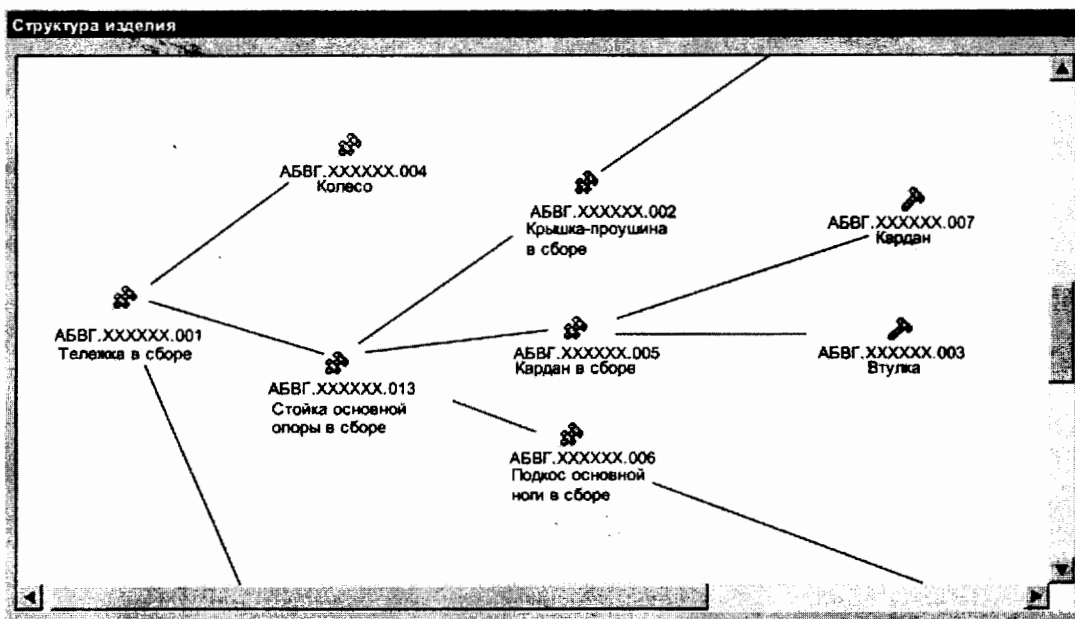 Структура изделия
АБВГ.XXXXXX.004
Колесо
АБВГ.XXXXXX.002
Крышка-проушина
в сборе
АБВГ.XXXXXX.007
Кардан
АБВГ.XXXXXX.001
Тележка в сборе
АБВГ.XXXXXX.005
Кардан в сборе
АБВГ.XXXXXX.003
Втулка
АБВГ.XXXXXX.013
Стойка основной
опоры в сборе
АБВГ.XXXXXX.006
Подкос основной
ноги в сборе